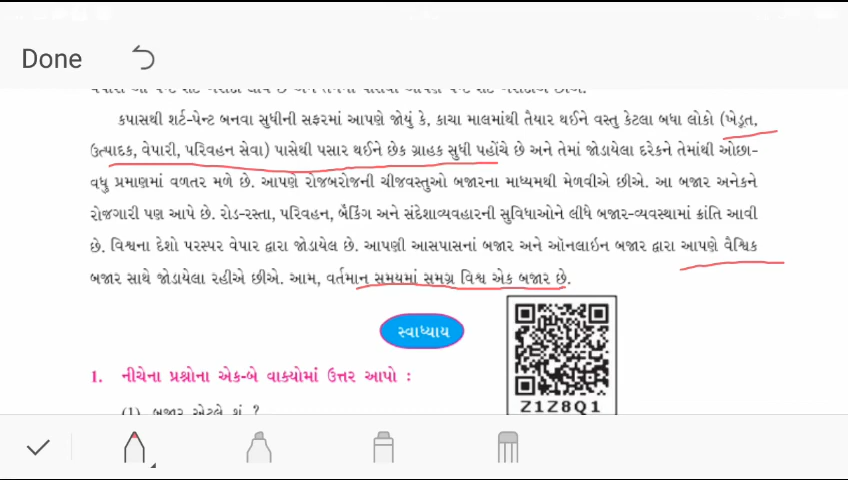 Done
કપાસથી શર્ટ-પેન્ટ બનવા સુધીની સફરમાં આપણે જોયું કે, કાચા માલમાંથી તૈયાર થઈને વસ્તુ કેટલા બધા લોકો (ખેડૂત,
ઉત્પાદક, વેપારી, પરિવહન સેવા) પાસેથી પસાર થઈને છેક ગ્રાહક સુધી પહોંચે છે અને તેમાં જોડાયેલા દરેકને તેમાંથી ઓછા-
વધુ પ્રમાણમાં વળતર મળે છે. આપણે રોજબરોજની ચીજવસ્તુઓ બજારના માધ્યમથી મેળવીએ છીએ. આ બજાર અનેકને
રોજગારી પણ આપે છે. રોડ-રસ્તા, પરિવહન, બૅંકિંગ અને સંદેશાવ્યવહારની સુવિધાઓને લીધે બજાર-વ્યવસ્થામાં ક્રાંતિ આવી
છે. વિશ્વના દેશો પરસ્પર વેપાર દ્વારા જોડાયેલ છે. આપણી આસપાસનાં બજાર અને ઑનલાઇન બજાર દ્વારા આપણે વૈશ્વિક
બજાર સાથે જોડાયેલા રહીએ છીએ. આમ, વર્તમાન સમયમાં સમગ્ર વિશ્વ એક બજાર છે.
સ્વાધ્યાય
1. નીચેના પ્રશ્નોના એક-બે વાક્યોમાં ઉત્તર આપો :
Z1Z8Q1
(1) બજાર એટલે શું ?